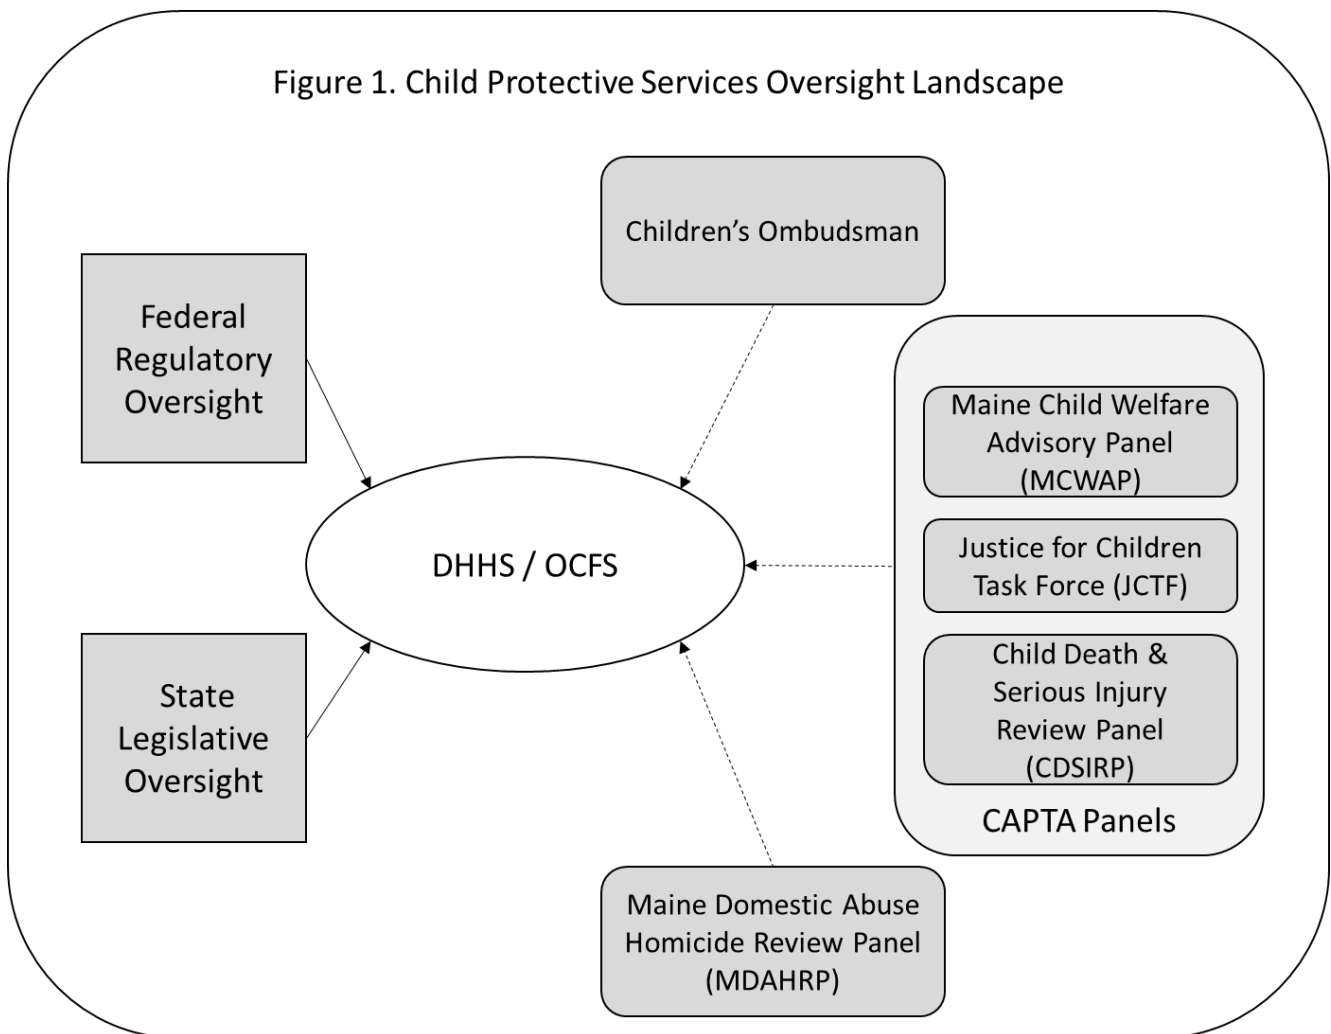 Figure 1. Child Protective Services Oversight Landscape
Children’s Ombudsman
Federal
Regulatory
Oversight
Maine Child Welfare
Advisory Panel
(MCWAP)
Justice for Children
Task Force (JCTF)
Child Death &
Serious Injury
Review Panel
(CDSIRP)
CAPTA Panels
DHHS / OCFS
State
Legislative
Oversight
Maine Domestic Abuse
Homicide Review Panel
(MDAHRP)